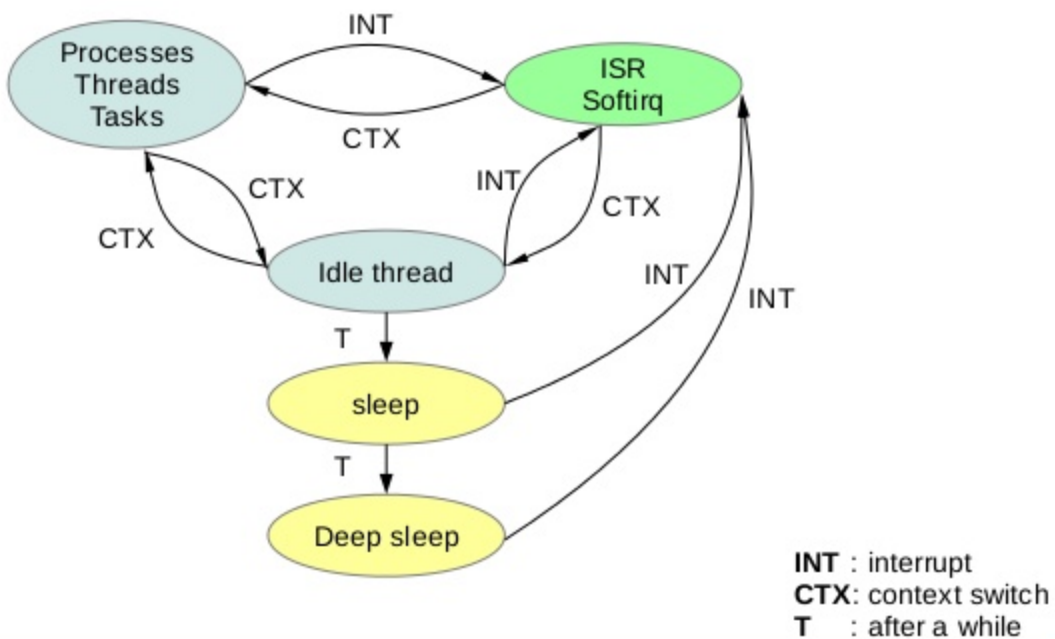 INT
Processes
Threads
Tasks
ISR
Softirq
CTX
INT
CTX
CTX
CTX
Idle thread
INT
INT
T
sleep
T
Deep sleep
INT : interrupt
CTX: context switch
T : after a while